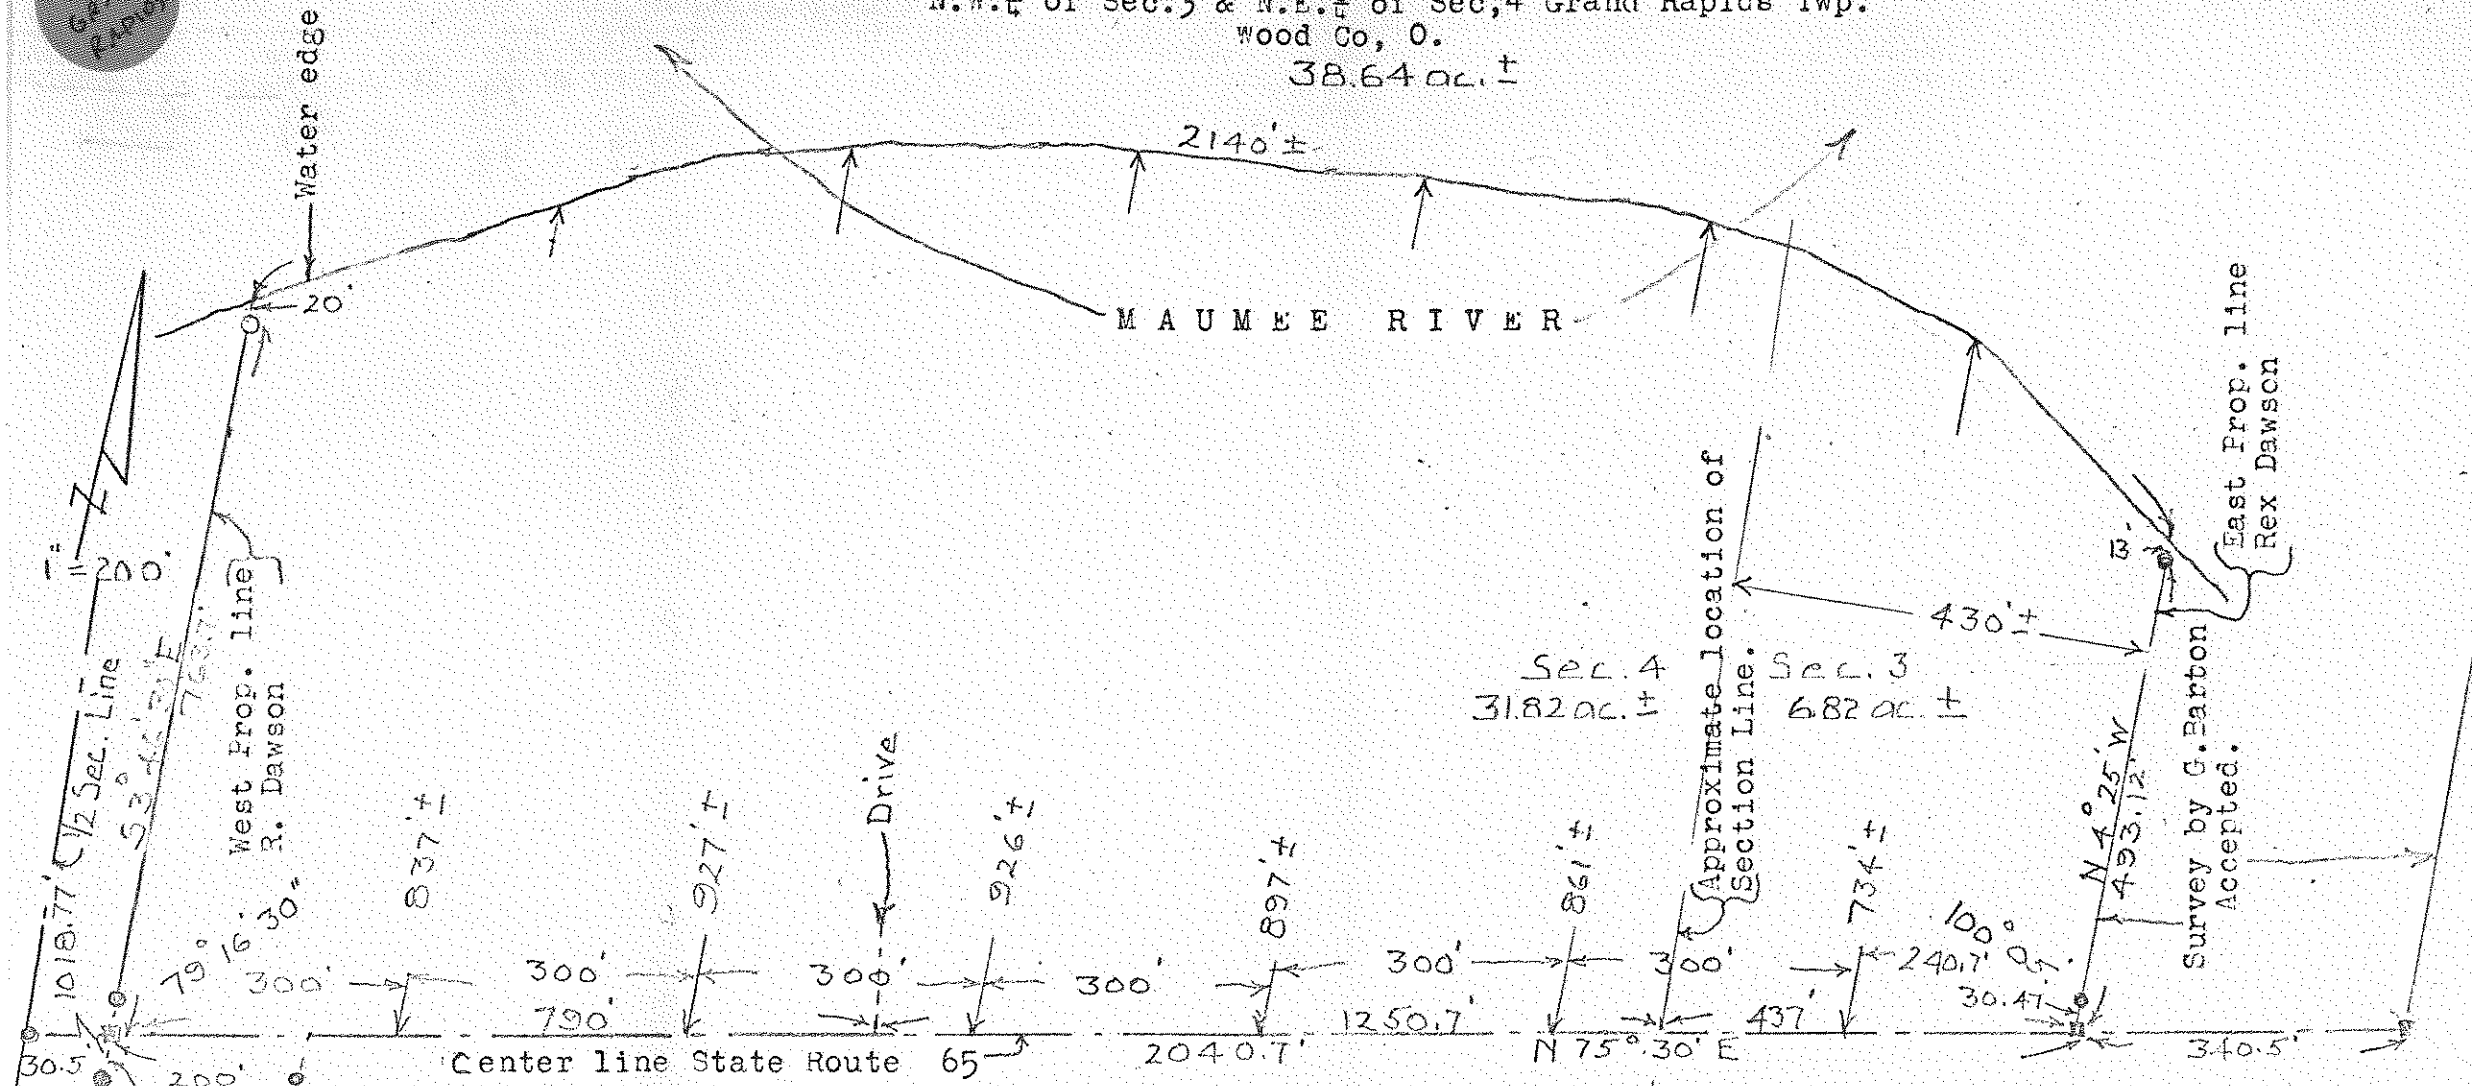 GRAND
RAPIDS
N.W.¼ of Sec.3 & N.E.¼ of Sec,4 Grand Rapids Twp.
Wood Co, O.
38.64 ac. ±
Water edge
2140' ±
20'
MAUMEE RIVER
East Prop. line
Rex Dawson
N
1" = 200'
430' ±
Approximate location of
Section Line.
Sec. 4
31.82 ac. ±
Sec. 3
6.82 ac. ±
West Prop. line
R. Dawson
½ Sec. Line
1018.77'
79° 16' 30"
837' ±
927' ±
Drive
926' ±
897' ±
861' ±
734' ±
N 4° 25' W
493.12'
Survey by G.Barton
Accepted.
300'
300'
300'
300'
300'
300'
240.7'
30.47'
790'
1250.7'
437'
30.5'
200'
Center line State Route 65
2040.7'
N 75° 30' E
340.5'